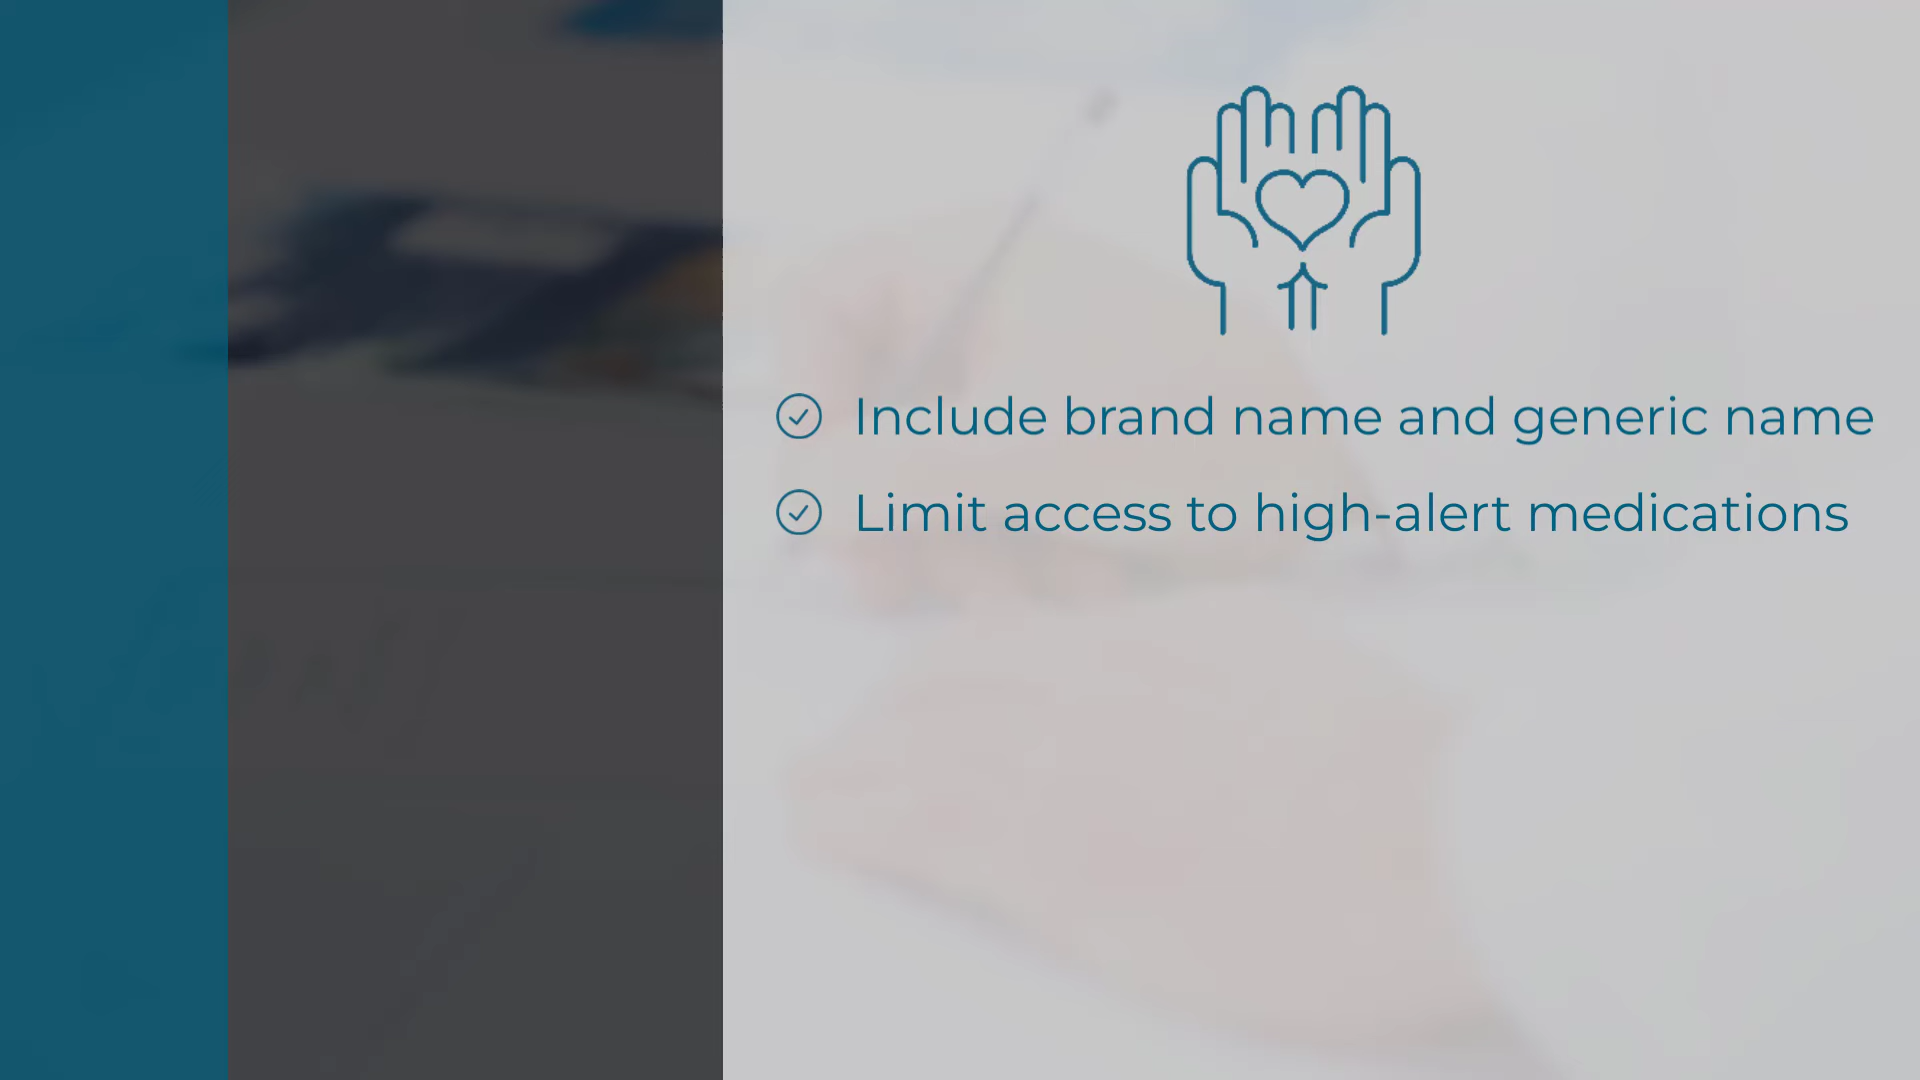 Include brand name and generic name
Limit access to high-alert medications